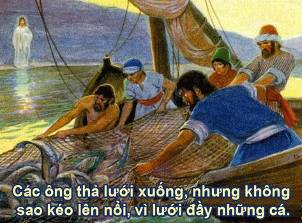 Các ông thả lưới xuống, nhưng không
sao kéo lên nổi, vì lưới đầy những cá.